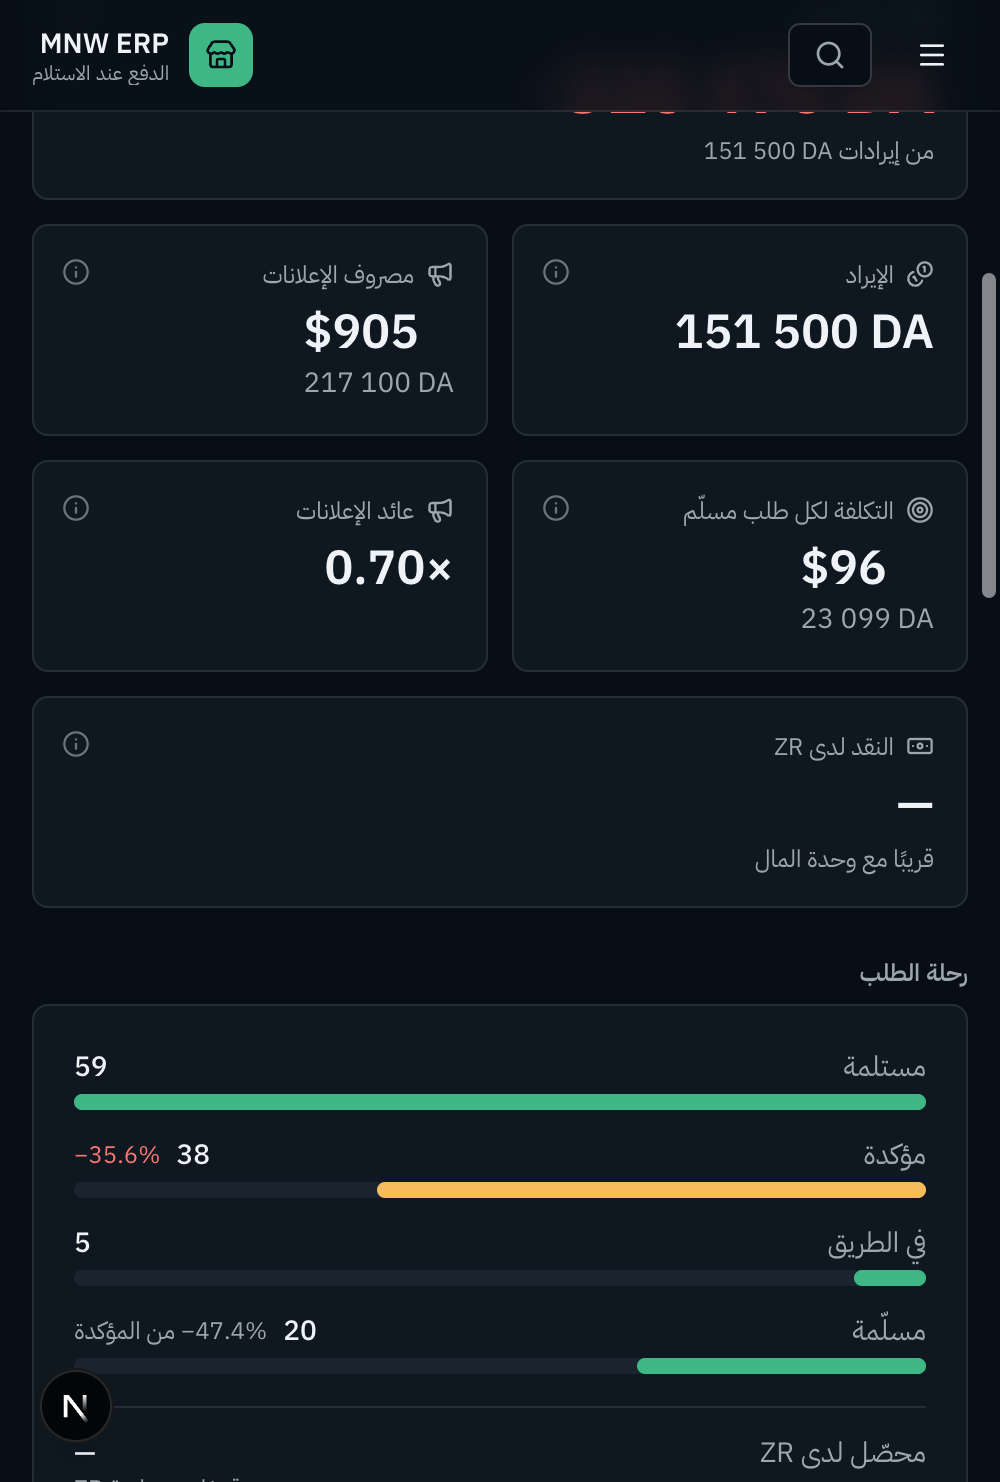 MNW ERP
الدفع عند الاستلام
من إيرادات 151 500 DA
الإيراد
151 500 DA
مصروف الإعلانات
$905
217 100 DA
التكلفة لكل طلب مسلّم
$96
23 099 DA
عائد الإعلانات
0.70×
النقد لدى ZR
—
قريبًا مع وحدة المال
رحلة الطلب
مستلمة
59
مؤكدة
38 −35.6%
في الطريق
5
مسلّمة
20 −47.4% من المؤكدة
محصّل لدى ZR
—
N